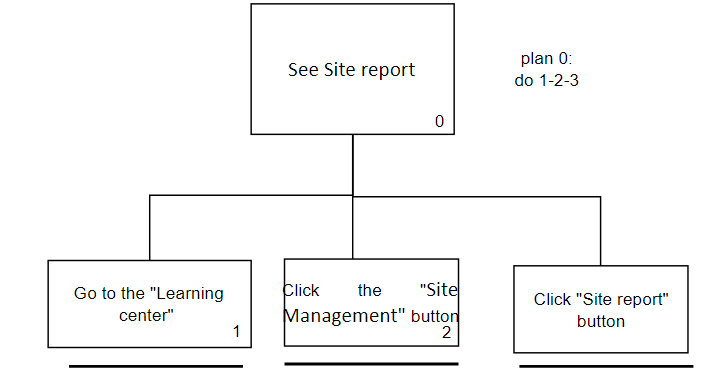 See Site report
0
plan 0:
do 1-2-3
Go to the "Learning
center"
1
Click the "Site
Management" button
2
Click "Site report"
button